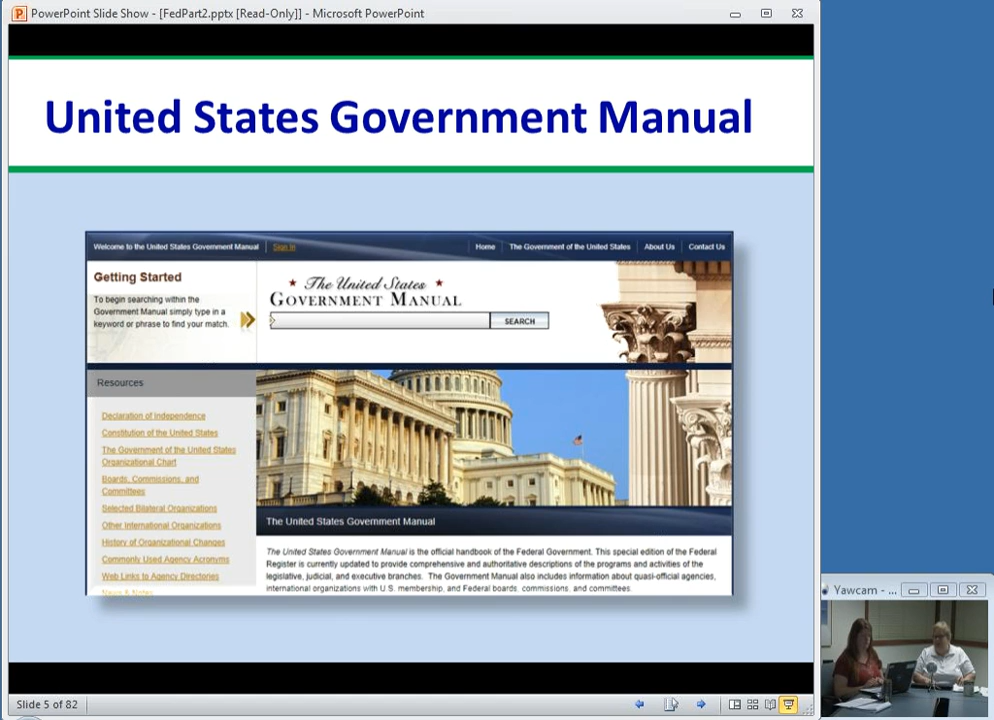 PowerPoint Slide Show - [FedPart2.pptx [Read-Only]] - Microsoft PowerPoint
United States Government Manual
Welcome to the United States Government Manual Sign In Home The Government of the United States About Us Contact Us
Getting Started
To begin searching within the
Government Manual simply type in a
keyword or phrase to find your match.
The United States
GOVERNMENT MANUAL
SEARCH
Resources
Declaration of Independence
Constitution of the United States
The Government of the United States
Organizational Chart
Boards, Commissions, and
Committees
Selected Bilateral Organizations
Other International Organizations
History of Organizational Changes
Commonly Used Agency Acronyms
Web Links to Agency Directories
News & Notes
The United States Government Manual
The United States Government Manual is the official handbook of the Federal Government. This special edition of the Federal
Register is currently updated to provide comprehensive and authoritative descriptions of the programs and activities of the
legislative, judicial, and executive branches. The Government Manual also includes information about quasi-official agencies,
international organizations with U.S. membership, and Federal boards, commissions, and committees.
Yawcam - ...
Slide 5 of 82